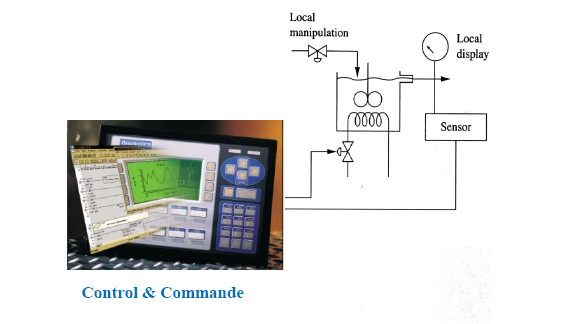 Local
manipulation
Local
display
Sensor
Control & Commande